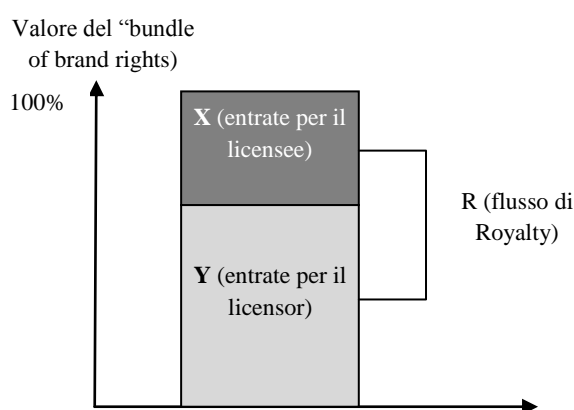 Valore del “bundle
of brand rights)
100%
X (entrate per il
licensee)
R (flusso di
Royalty)
Y (entrate per il
licensor)